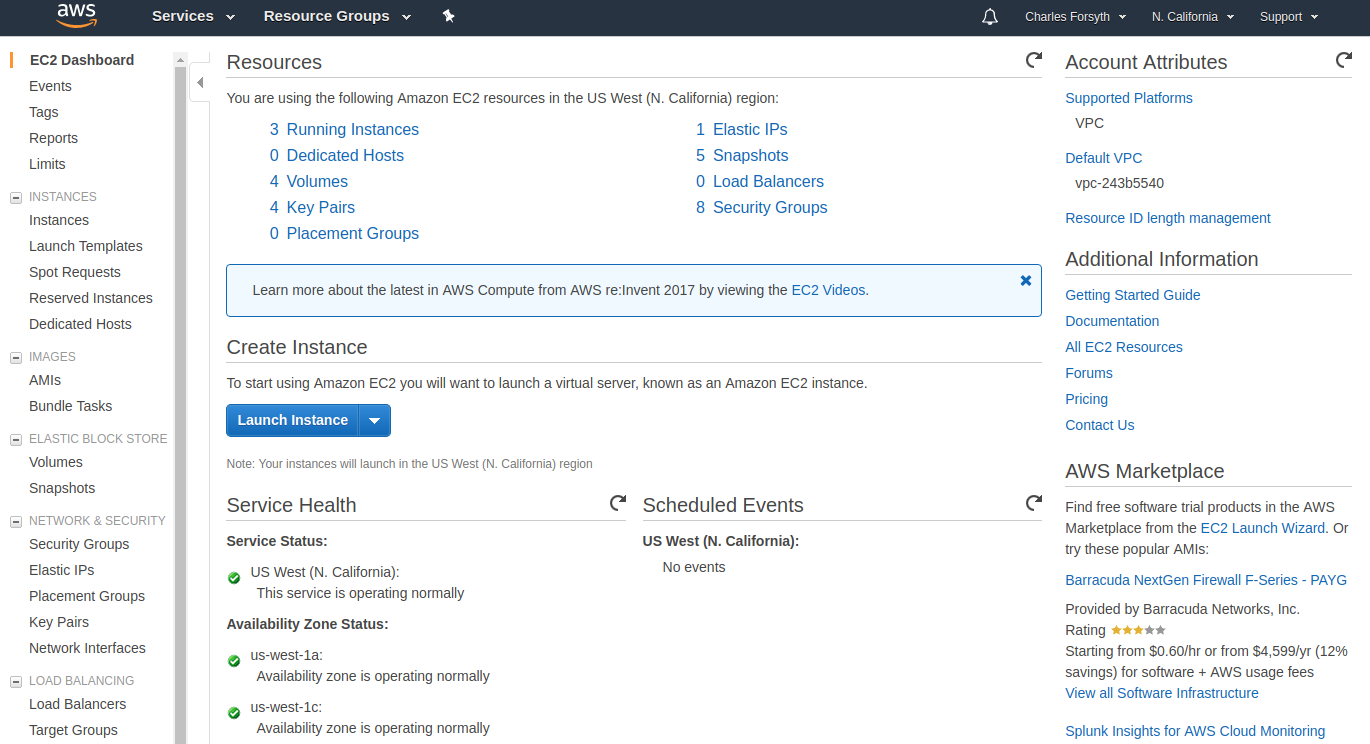 aws Services Resource Groups Charles Forsyth N. California Support
EC2 Dashboard
Events
Tags
Reports
Limits
INSTANCES
Instances
Launch Templates
Spot Requests
Reserved Instances
Dedicated Hosts
IMAGES
AMIs
Bundle Tasks
ELASTIC BLOCK STORE
Volumes
Snapshots
NETWORK & SECURITY
Security Groups
Elastic IPs
Placement Groups
Key Pairs
Network Interfaces
LOAD BALANCING
Load Balancers
Target Groups
Resources
You are using the following Amazon EC2 resources in the US West (N. California) region:
3 Running Instances
0 Dedicated Hosts
4 Volumes
4 Key Pairs
0 Placement Groups
1 Elastic IPs
5 Snapshots
0 Load Balancers
8 Security Groups
Learn more about the latest in AWS Compute from AWS re:Invent 2017 by viewing the EC2 Videos.
Create Instance
To start using Amazon EC2 you will want to launch a virtual server, known as an Amazon EC2 instance.
Launch Instance
Note: Your instances will launch in the US West (N. California) region
Service Health
Service Status:
US West (N. California):
This service is operating normally
Availability Zone Status:
us-west-1a:
Availability zone is operating normally
us-west-1c:
Availability zone is operating normally
Scheduled Events
US West (N. California):
No events
Account Attributes
Supported Platforms
VPC
Default VPC
vpc-243b5540
Resource ID length management
Additional Information
Getting Started Guide
Documentation
All EC2 Resources
Forums
Pricing
Contact Us
AWS Marketplace
Find free software trial products in the AWS
Marketplace from the EC2 Launch Wizard. Or
try these popular AMIs:
Barracuda NextGen Firewall F-Series - PAYG
Provided by Barracuda Networks, Inc.
Rating
Starting from $0.60/hr or from $4,599/yr (12%
savings) for software + AWS usage fees
View all Software Infrastructure
Splunk Insights for AWS Cloud Monitoring